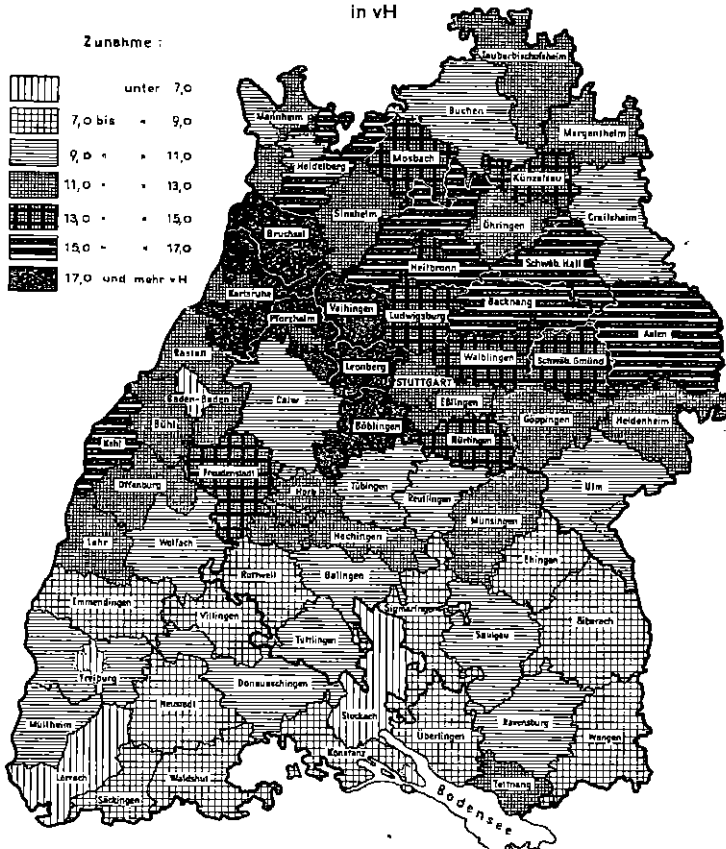 in vH
Zunahme :
unter 7,0
7,0 bis " 9,0
9,0 " " 11,0
11,0 " " 13,0
13,0 " " 15,0
15,0 " " 17,0
17,0 und mehr vH
Tauberbischofsheim
Mannheim
Buchen
Mergentheim
Heidelberg
Mosbach
Künzelsau
Sinsheim
Öhringen
Crailsheim
Bruchsal
Heilbronn
Schwäb. Hall
Karlsruhe
Vaihingen
Backnang
Pforzheim
Ludwigsburg
Aalen
Rastatt
Leonberg
Waiblingen
Schwäb. Gmünd
STUTTGART
Baden-Baden
Calw
Eßlingen
Bühl
Böblingen
Göppingen
Heidenheim
Kehl
Nürtingen
Freudenstadt
Offenburg
Horb
Tübingen
Reutlingen
Ulm
Münsingen
Lahr
Wolfach
Hechingen
Ehingen
Rottweil
Balingen
Emmendingen
Villingen
Sigmaringen
Biberach
Tuttlingen
Saulgau
Freiburg
Donaueschingen
Neustadt
Stockach
Müllheim
Überlingen
Ravensburg
Wangen
Konstanz
Lörrach
Waldshut
Säckingen
Tettnang
Bodensee